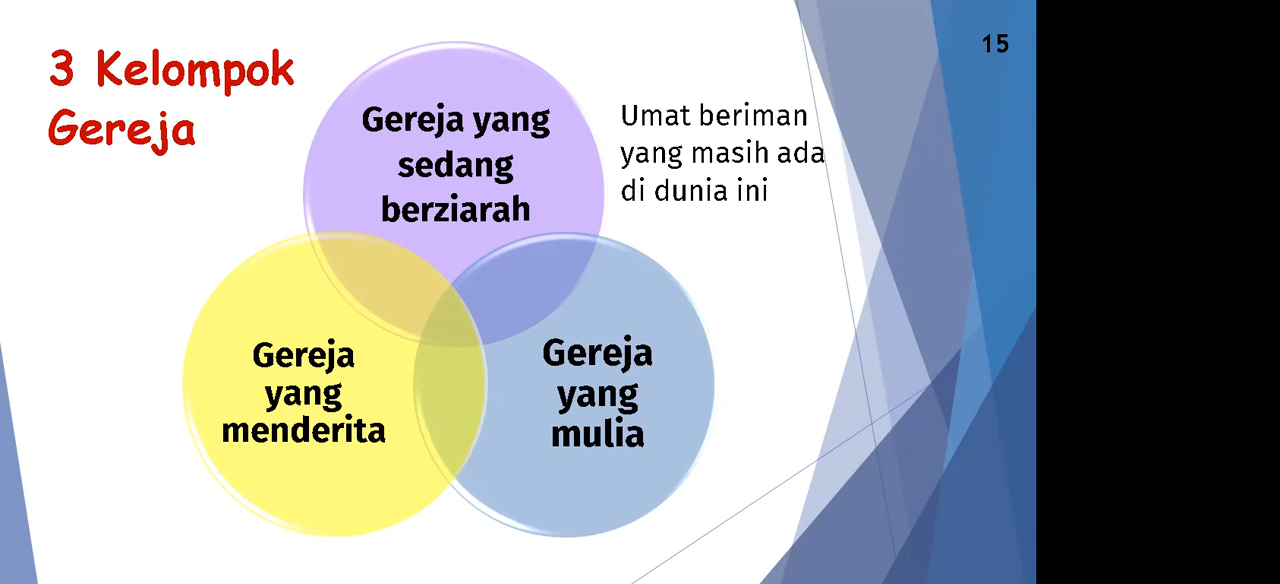 3 Kelompok
Gereja
15
Gereja yang
sedang
berziarah
Umat beriman
yang masih ada
di dunia ini
Gereja
yang
menderita
Gereja
yang
mulia